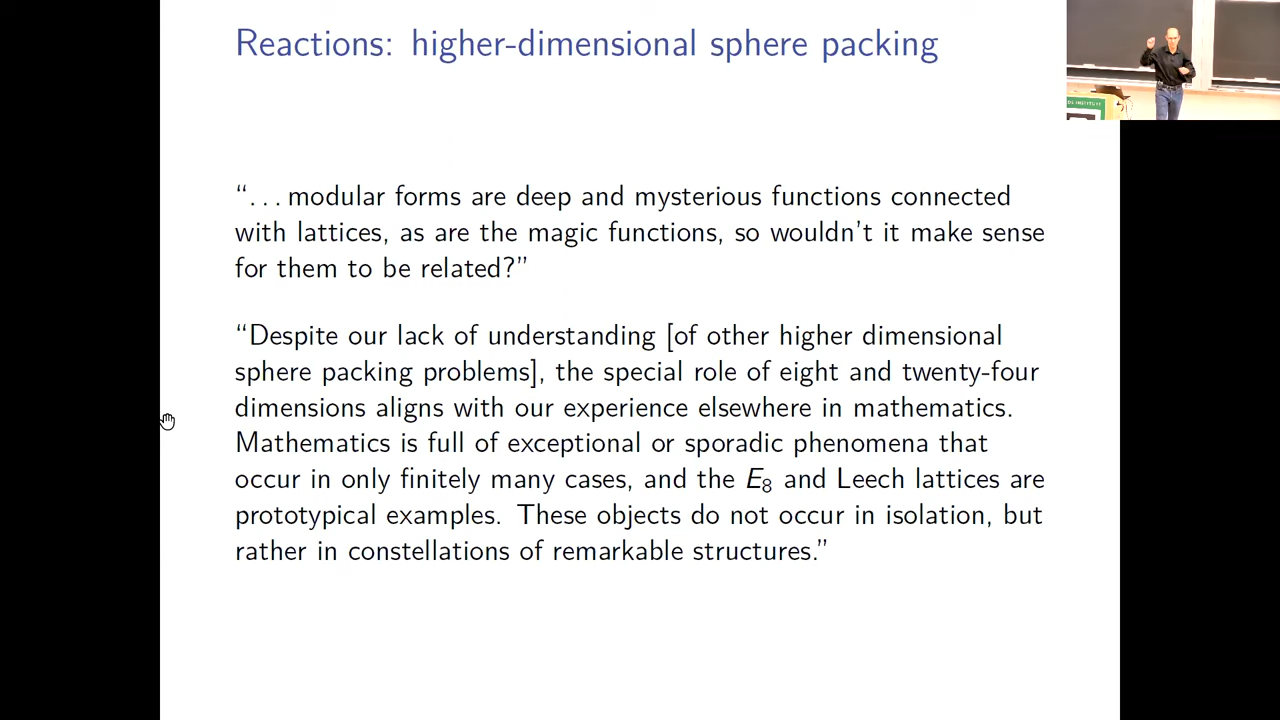 Reactions: higher-dimensional sphere packing
“. . . modular forms are deep and mysterious functions connected
with lattices, as are the magic functions, so wouldn’t it make sense
for them to be related?”
“Despite our lack of understanding [of other higher dimensional
sphere packing problems], the special role of eight and twenty-four
dimensions aligns with our experience elsewhere in mathematics.
Mathematics is full of exceptional or sporadic phenomena that
occur in only finitely many cases, and the E₈ and Leech lattices are
prototypical examples. These objects do not occur in isolation, but
rather in constellations of remarkable structures.”
INSTITUTE